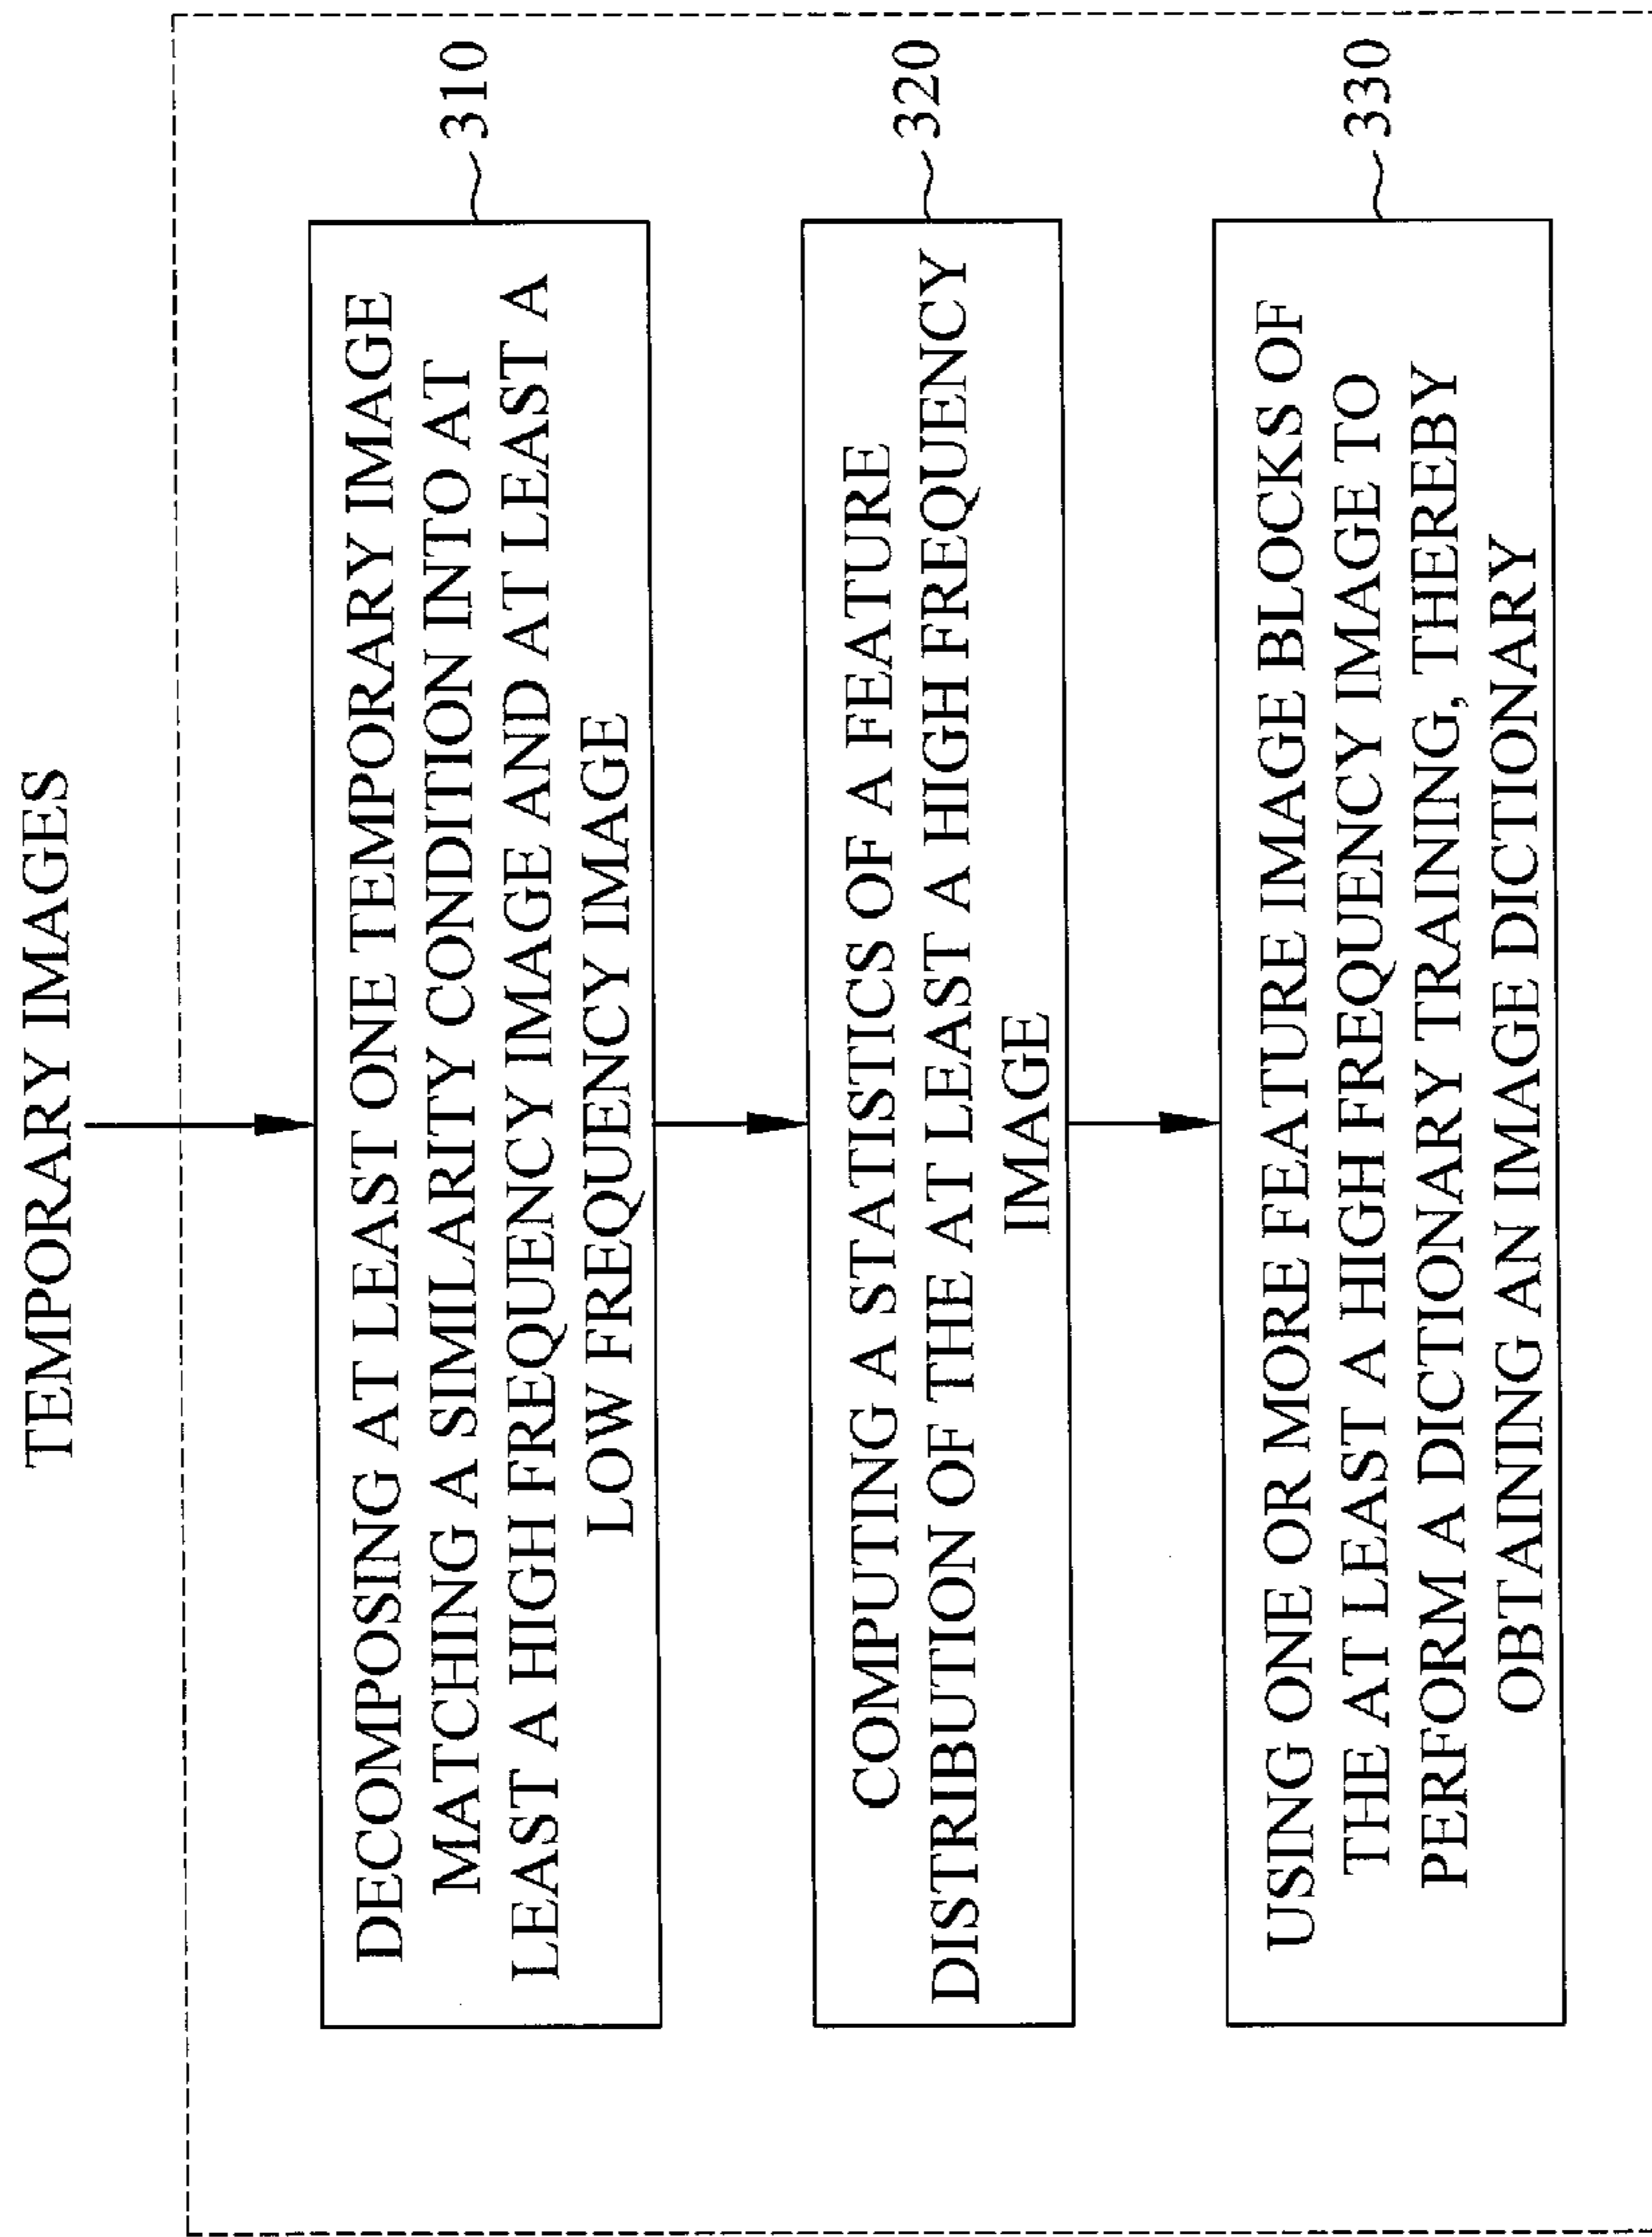 TEMPORARY IMAGES
DECOMPOSING AT LEAST ONE TEMPORARY IMAGE
MATCHING A SIMILARITY CONDITION INTO AT
LEAST A HIGH FREQUENCY IMAGE AND AT LEAST A
LOW FREQUENCY IMAGE
310
COMPUTING A STATISTICS OF A FEATURE
DISTRIBUTION OF THE AT LEAST A HIGH FREQUENCY
IMAGE
320
USING ONE OR MORE FEATURE IMAGE BLOCKS OF
THE AT LEAST A HIGH FREQUENCY IMAGE TO
PERFORM A DICTIONARY TRAINING, THEREBY
OBTAINING AN IMAGE DICTIONARY
330